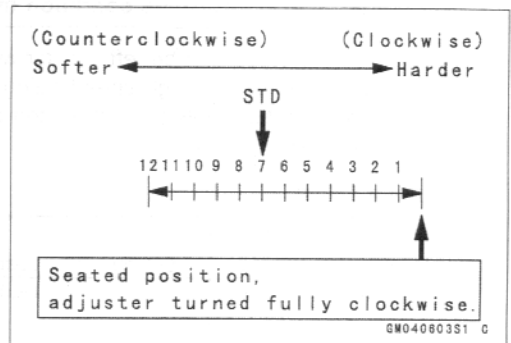 (Counterclockwise) (Clockwise)
Softer Harder
STD
12 11 10 9 8 7 6 5 4 3 2 1
Seated position,
adjuster turned fully clockwise.
GM040603S1 C